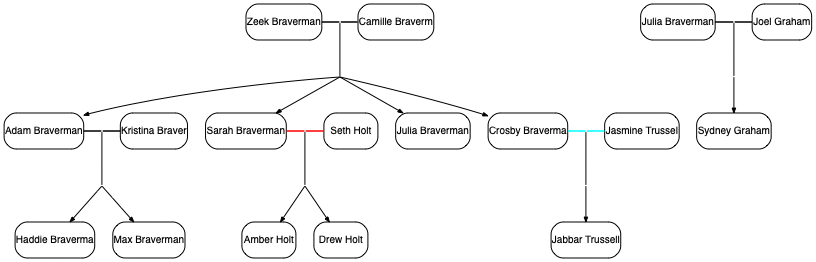 Zeek Braverman
Camille Braverm
Julia Braverman
Joel Graham
Adam Braverman
Kristina Braver
Sarah Braverman
Seth Holt
Julia Braverman
Crosby Braverma
Jasmine Trussel
Sydney Graham
Haddie Braverma
Max Braverman
Amber Holt
Drew Holt
Jabbar Trussell